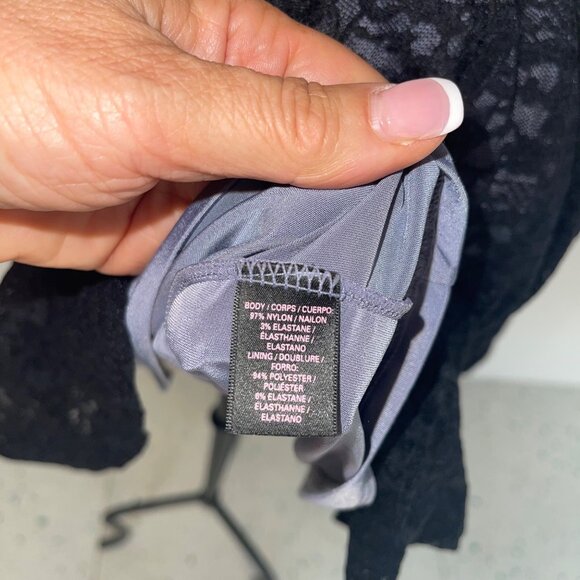 BODY / CORPS / CUERPO:
97% NYLON / NAILON
3% ELASTANE /
ÉLASTHANNE /
ELASTANO
LINING / DOUBLURE /
FORRO:
94% POLYESTER /
POLIÉSTER
6% ELASTANE /
ÉLASTHANNE /
ELASTANO